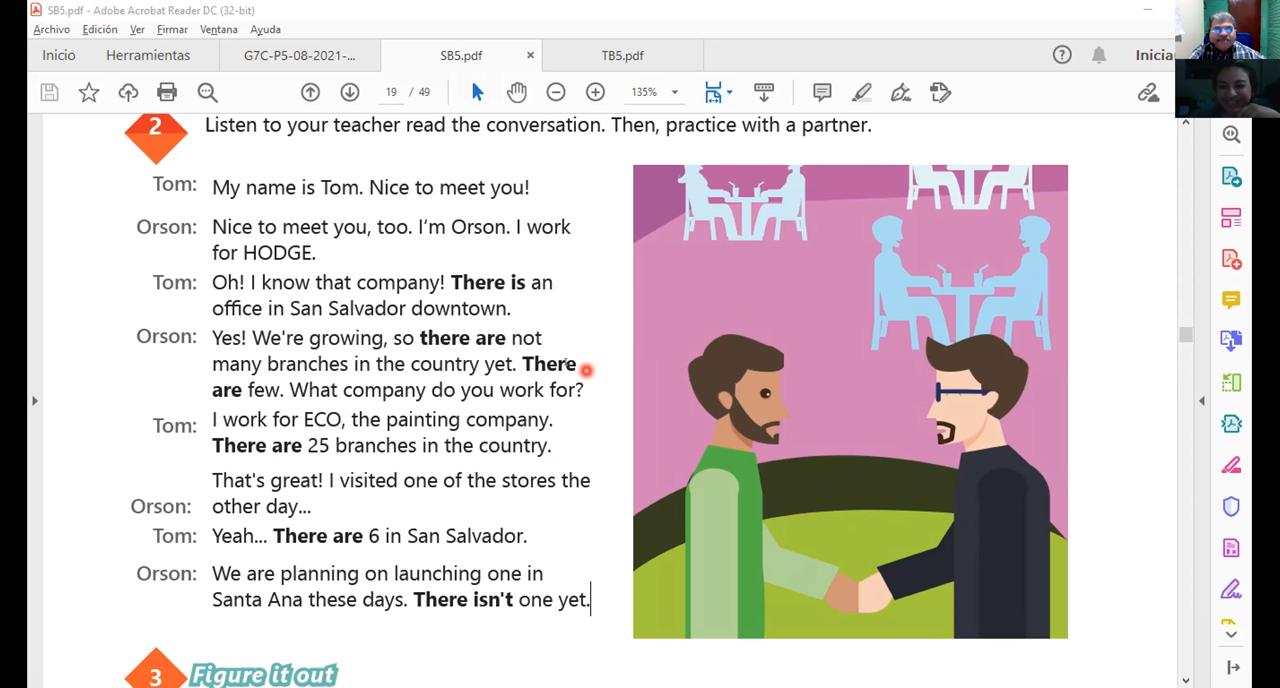 SB5.pdf - Adobe Acrobat Reader DC (32-bit)
Archivo Edición Ver Firmar Ventana Ayuda
Inicio Herramientas G7C-P5-08-2021-... SB5.pdf × TB5.pdf Inicia
19 / 49 135%
2 Listen to your teacher read the conversation. Then, practice with a partner.
Tom: My name is Tom. Nice to meet you!
Orson: Nice to meet you, too. I'm Orson. I work
for HODGE.
Tom: Oh! I know that company! There is an
office in San Salvador downtown.
Orson: Yes! We're growing, so there are not
many branches in the country yet. There
are few. What company do you work for?
Tom: I work for ECO, the painting company.
There are 25 branches in the country.
That's great! I visited one of the stores the
Orson: other day...
Tom: Yeah... There are 6 in San Salvador.
Orson: We are planning on launching one in
Santa Ana these days. There isn't one yet.
3 Figure it out